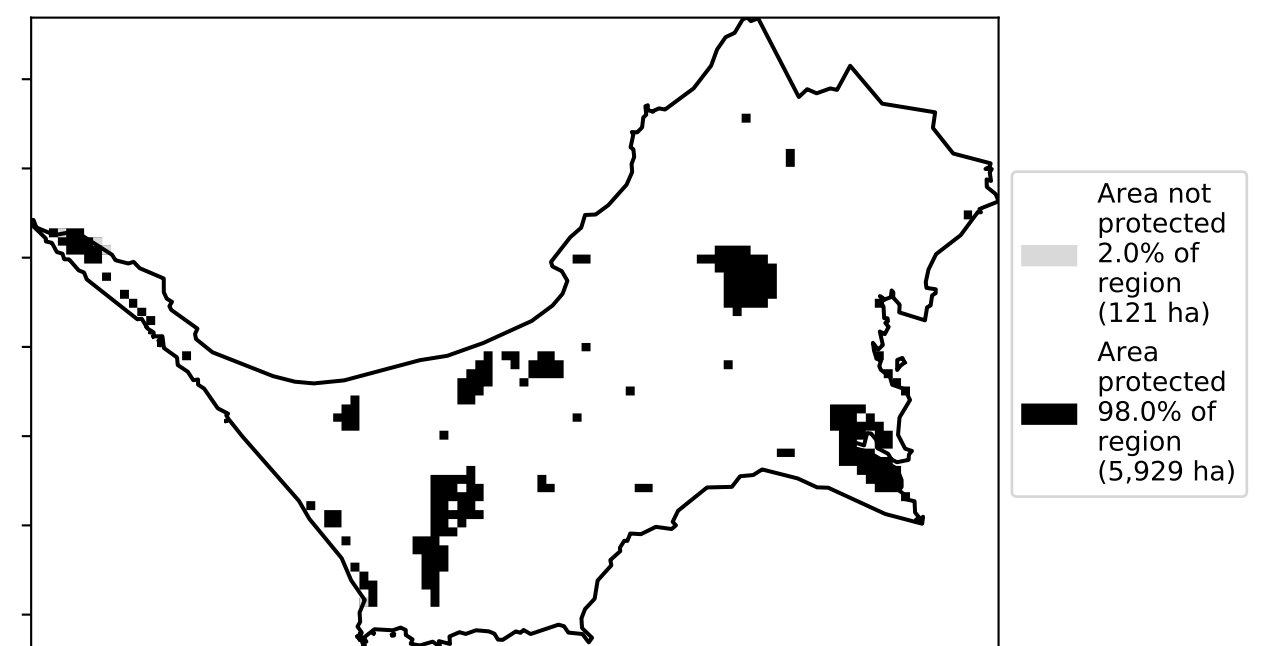 Area not
protected
2.0% of
region
(121 ha)
Area
protected
98.0% of
region
(5,929 ha)